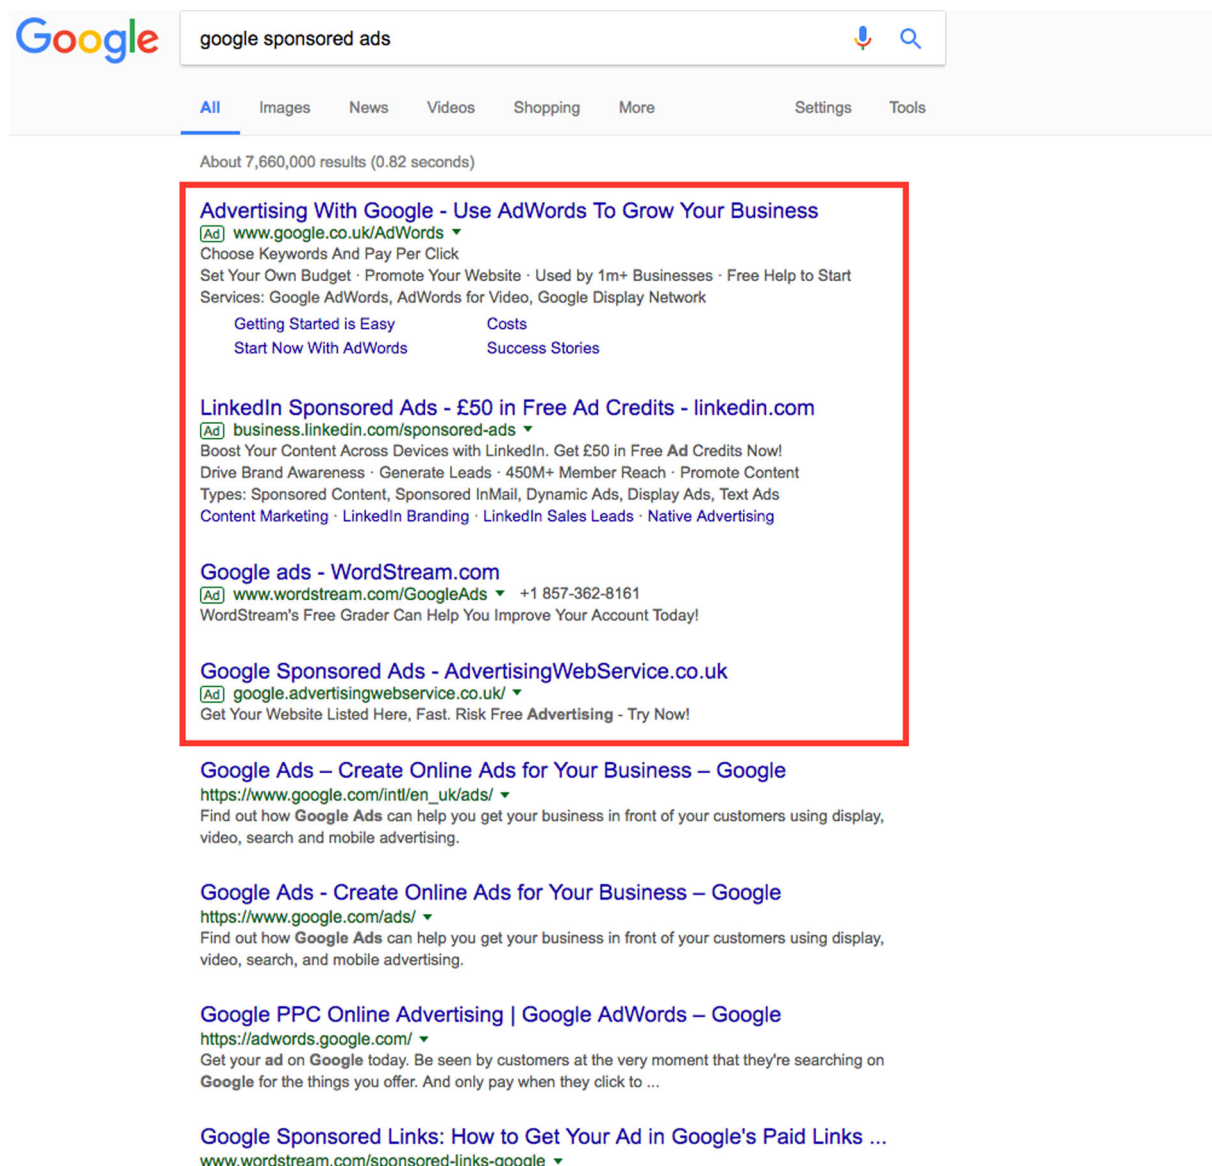 Google
google sponsored ads
All Images News Videos Shopping More Settings Tools
About 7,660,000 results (0.82 seconds)
Advertising With Google - Use AdWords To Grow Your Business
Ad www.google.co.uk/AdWords
Choose Keywords And Pay Per Click
Set Your Own Budget · Promote Your Website · Used by 1m+ Businesses · Free Help to Start
Services: Google AdWords, AdWords for Video, Google Display Network
Getting Started is Easy Costs
Start Now With AdWords Success Stories
LinkedIn Sponsored Ads - £50 in Free Ad Credits - linkedin.com
Ad business.linkedin.com/sponsored-ads
Boost Your Content Across Devices with LinkedIn. Get £50 in Free Ad Credits Now!
Drive Brand Awareness · Generate Leads · 450M+ Member Reach · Promote Content
Types: Sponsored Content, Sponsored InMail, Dynamic Ads, Display Ads, Text Ads
Content Marketing · LinkedIn Branding · LinkedIn Sales Leads · Native Advertising
Google ads - WordStream.com
Ad www.wordstream.com/GoogleAds +1 857-362-8161
WordStream's Free Grader Can Help You Improve Your Account Today!
Google Sponsored Ads - AdvertisingWebService.co.uk
Ad google.advertisingwebservice.co.uk/
Get Your Website Listed Here, Fast. Risk Free Advertising - Try Now!
Google Ads – Create Online Ads for Your Business – Google
https://www.google.com/intl/en_uk/ads/
Find out how Google Ads can help you get your business in front of your customers using display,
video, search and mobile advertising.
Google Ads - Create Online Ads for Your Business – Google
https://www.google.com/ads/
Find out how Google Ads can help you get your business in front of your customers using display,
video, search, and mobile advertising.
Google PPC Online Advertising | Google AdWords – Google
https://adwords.google.com/
Get your ad on Google today. Be seen by customers at the very moment that they're searching on
Google for the things you offer. And only pay when they click to ...
Google Sponsored Links: How to Get Your Ad in Google's Paid Links ...
www.wordstream.com/sponsored-links-google